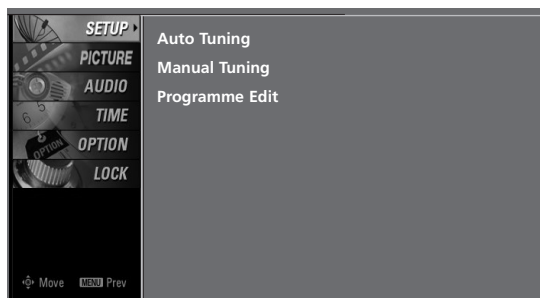 SETUP
PICTURE
AUDIO
TIME
OPTION
LOCK
Auto Tuning
Manual Tuning
Programme Edit
Move MENU Prev